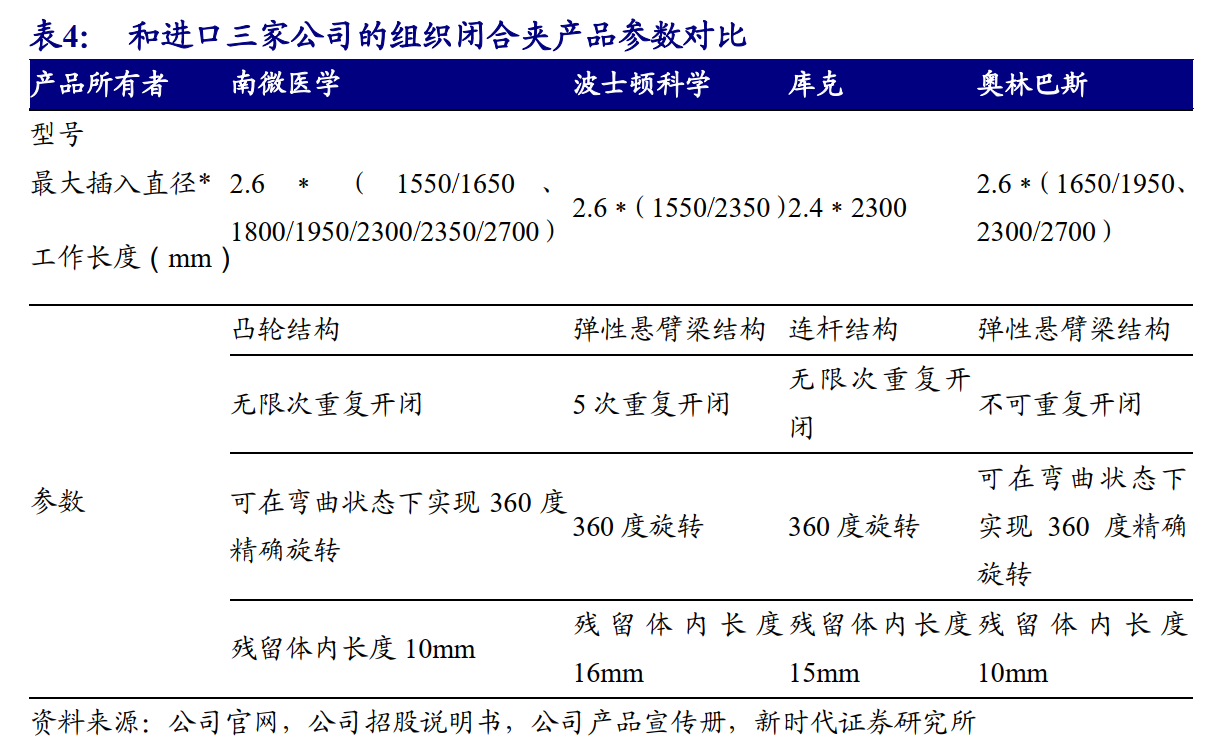 表4： 和进口三家公司的组织闭合夹产品参数对比
产品所有者 南微医学 波士顿科学 库克 奥林巴斯
型号
最大插入直径*
工作长度（mm）
2.6 *（1550/1650、
1800/1950/2300/2350/2700）
2.6 *（1550/2350）
2.4 * 2300
2.6 *（1650/1950、
2300/2700）
参数
凸轮结构 弹性悬臂梁结构 连杆结构 弹性悬臂梁结构
无限次重复开闭
5 次重复开闭
无限次重复开
闭
不可重复开闭
可在弯曲状态下实现 360 度
精确旋转
360 度旋转
360 度旋转
可在弯曲状态下
实现 360 度精确
旋转
残留体内长度 10mm
残留体内长度
16mm
残留体内长度
15mm
残留体内长度
10mm
资料来源：公司官网，公司招股说明书，公司产品宣传册，新时代证券研究所